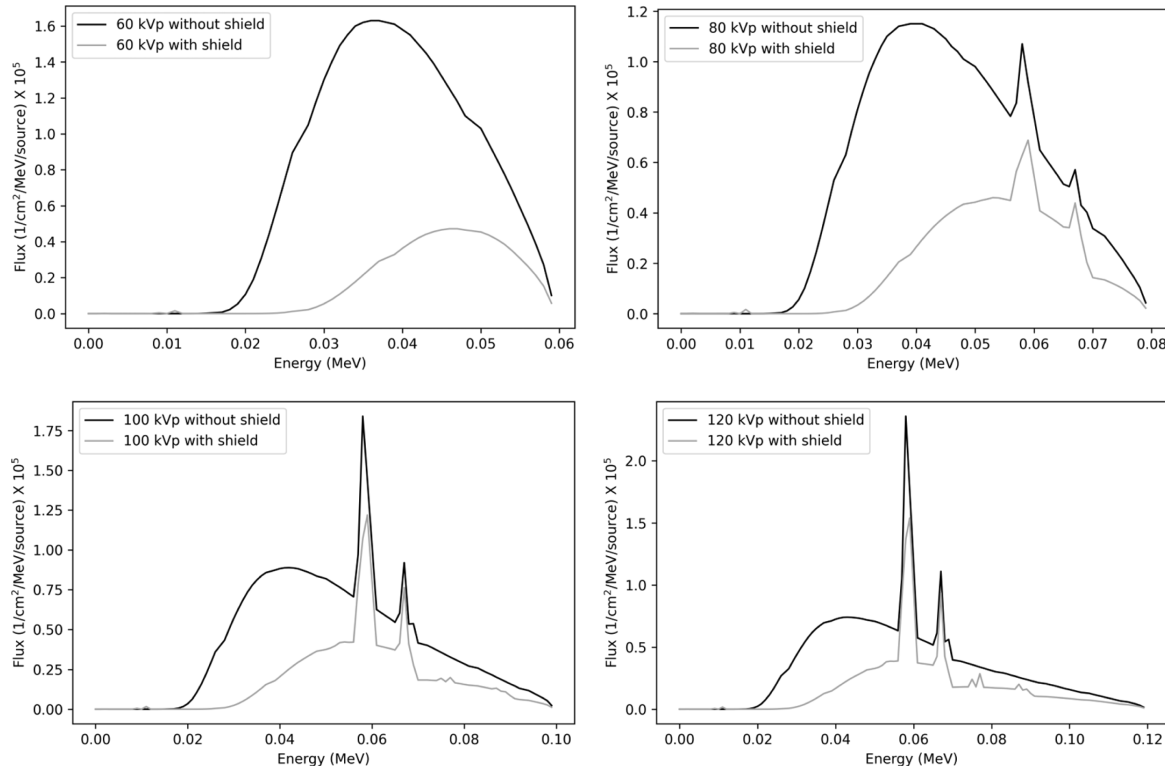 60 kVp without shield
60 kVp with shield
Flux (1/cm²/MeV/source) X 10⁵
1.6
1.4
1.2
1.0
0.8
0.6
0.4
0.2
0.0
0.00 0.01 0.02 0.03 0.04 0.05 0.06
Energy (MeV)
80 kVp without shield
80 kVp with shield
Flux (1/cm²/MeV/source) X 10⁵
1.2
1.0
0.8
0.6
0.4
0.2
0.0
0.00 0.01 0.02 0.03 0.04 0.05 0.06 0.07 0.08
Energy (MeV)
100 kVp without shield
100 kVp with shield
Flux (1/cm²/MeV/source) X 10⁵
1.75
1.50
1.25
1.00
0.75
0.50
0.25
0.00
0.00 0.02 0.04 0.06 0.08 0.10
Energy (MeV)
120 kVp without shield
120 kVp with shield
Flux (1/cm²/MeV/source) X 10⁵
2.0
1.5
1.0
0.5
0.0
0.00 0.02 0.04 0.06 0.08 0.10 0.12
Energy (MeV)